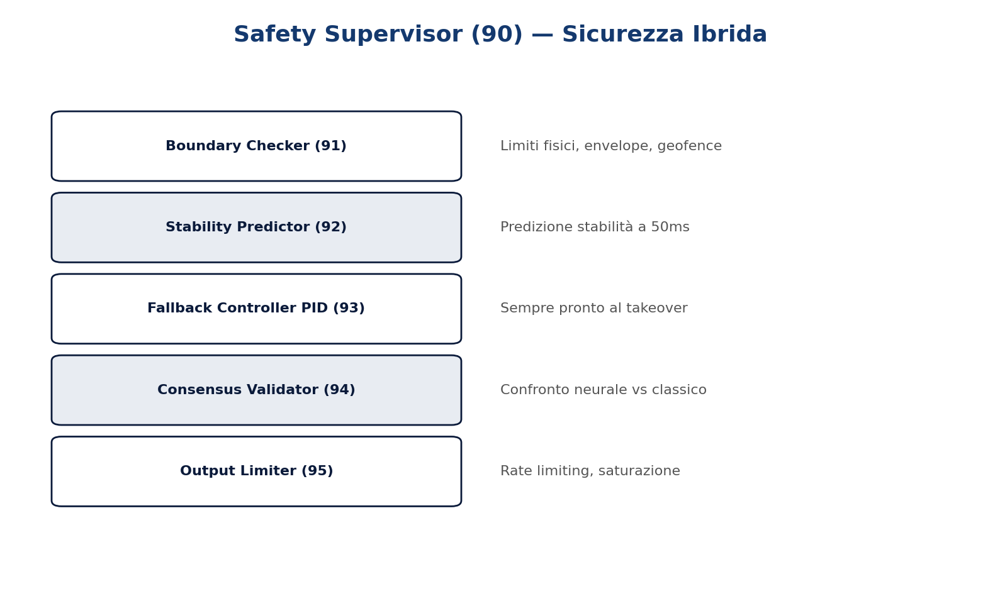 Safety Supervisor (90) — Sicurezza Ibrida
Boundary Checker (91)
Limiti fisici, envelope, geofence
Stability Predictor (92)
Predizione stabilità a 50ms
Fallback Controller PID (93)
Sempre pronto al takeover
Consensus Validator (94)
Confronto neurale vs classico
Output Limiter (95)
Rate limiting, saturazione